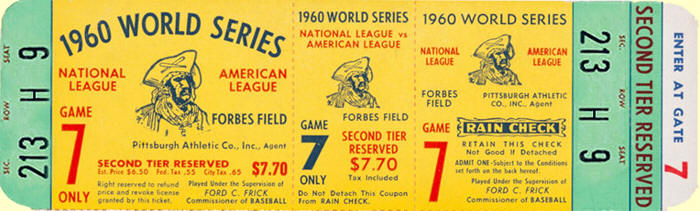 SEC. ROW SEAT
213 H 9
1960 WORLD SERIES
NATIONAL LEAGUE
AMERICAN LEAGUE
FORBES FIELD
GAME
7
ONLY
Pittsburgh Athletic Co., Inc., Agent
SECOND TIER RESERVED
Est. Price $6.50 Fed. Tax .55 City Tax .65
$7.70
Right reserved to refund
price and revoke license
granted by this ticket.
Played Under the Supervision of
FORD C. FRICK
Commissioner of BASEBALL
1960 WORLD SERIES
NATIONAL LEAGUE vs
AMERICAN LEAGUE
FORBES FIELD
GAME
7
ONLY
SECOND TIER
RESERVED
$7.70
Tax Included
Do Not Detach This Coupon
From RAIN CHECK.
1960 WORLD SERIES
NATIONAL
LEAGUE
AMERICAN
LEAGUE
FORBES
FIELD
PITTSBURGH ATHLETIC
CO., INC., Agent
GAME
7
ONLY
RAIN CHECK
RETAIN THIS CHECK
Not Good If Detached
ADMIT ONE-Subject to the Conditions
set forth on the back hereof.
Played Under the Supervision of
FORD C. FRICK
Commissioner of BASEBALL
SEC. ROW SEAT
213 H 9
SECOND TIER RESERVED
ENTER AT GATE
7